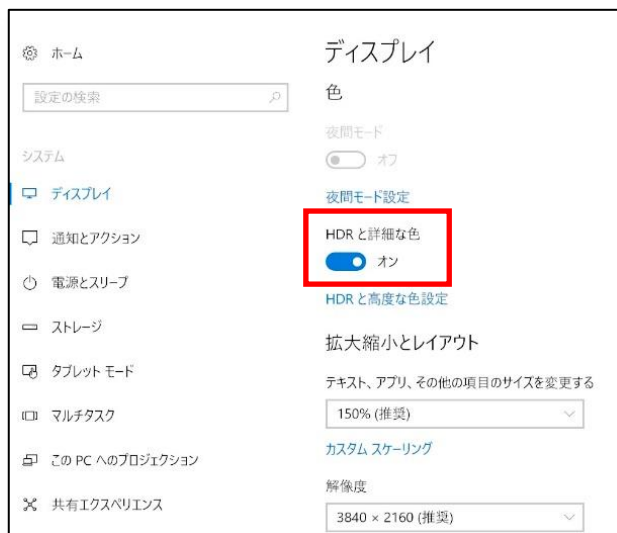 ホーム
設定の検索
システム
ディスプレイ
通知とアクション
電源とスリープ
ストレージ
タブレット モード
マルチタスク
この PC へのプロジェクション
共有エクスペリエンス
ディスプレイ
色
夜間モード
オフ
夜間モード設定
HDR と詳細な色
オン
HDR と高度な色設定
拡大縮小とレイアウト
テキスト、アプリ、その他の項目のサイズを変更する
150% (推奨)
カスタム スケーリング
解像度
3840 × 2160 (推奨)